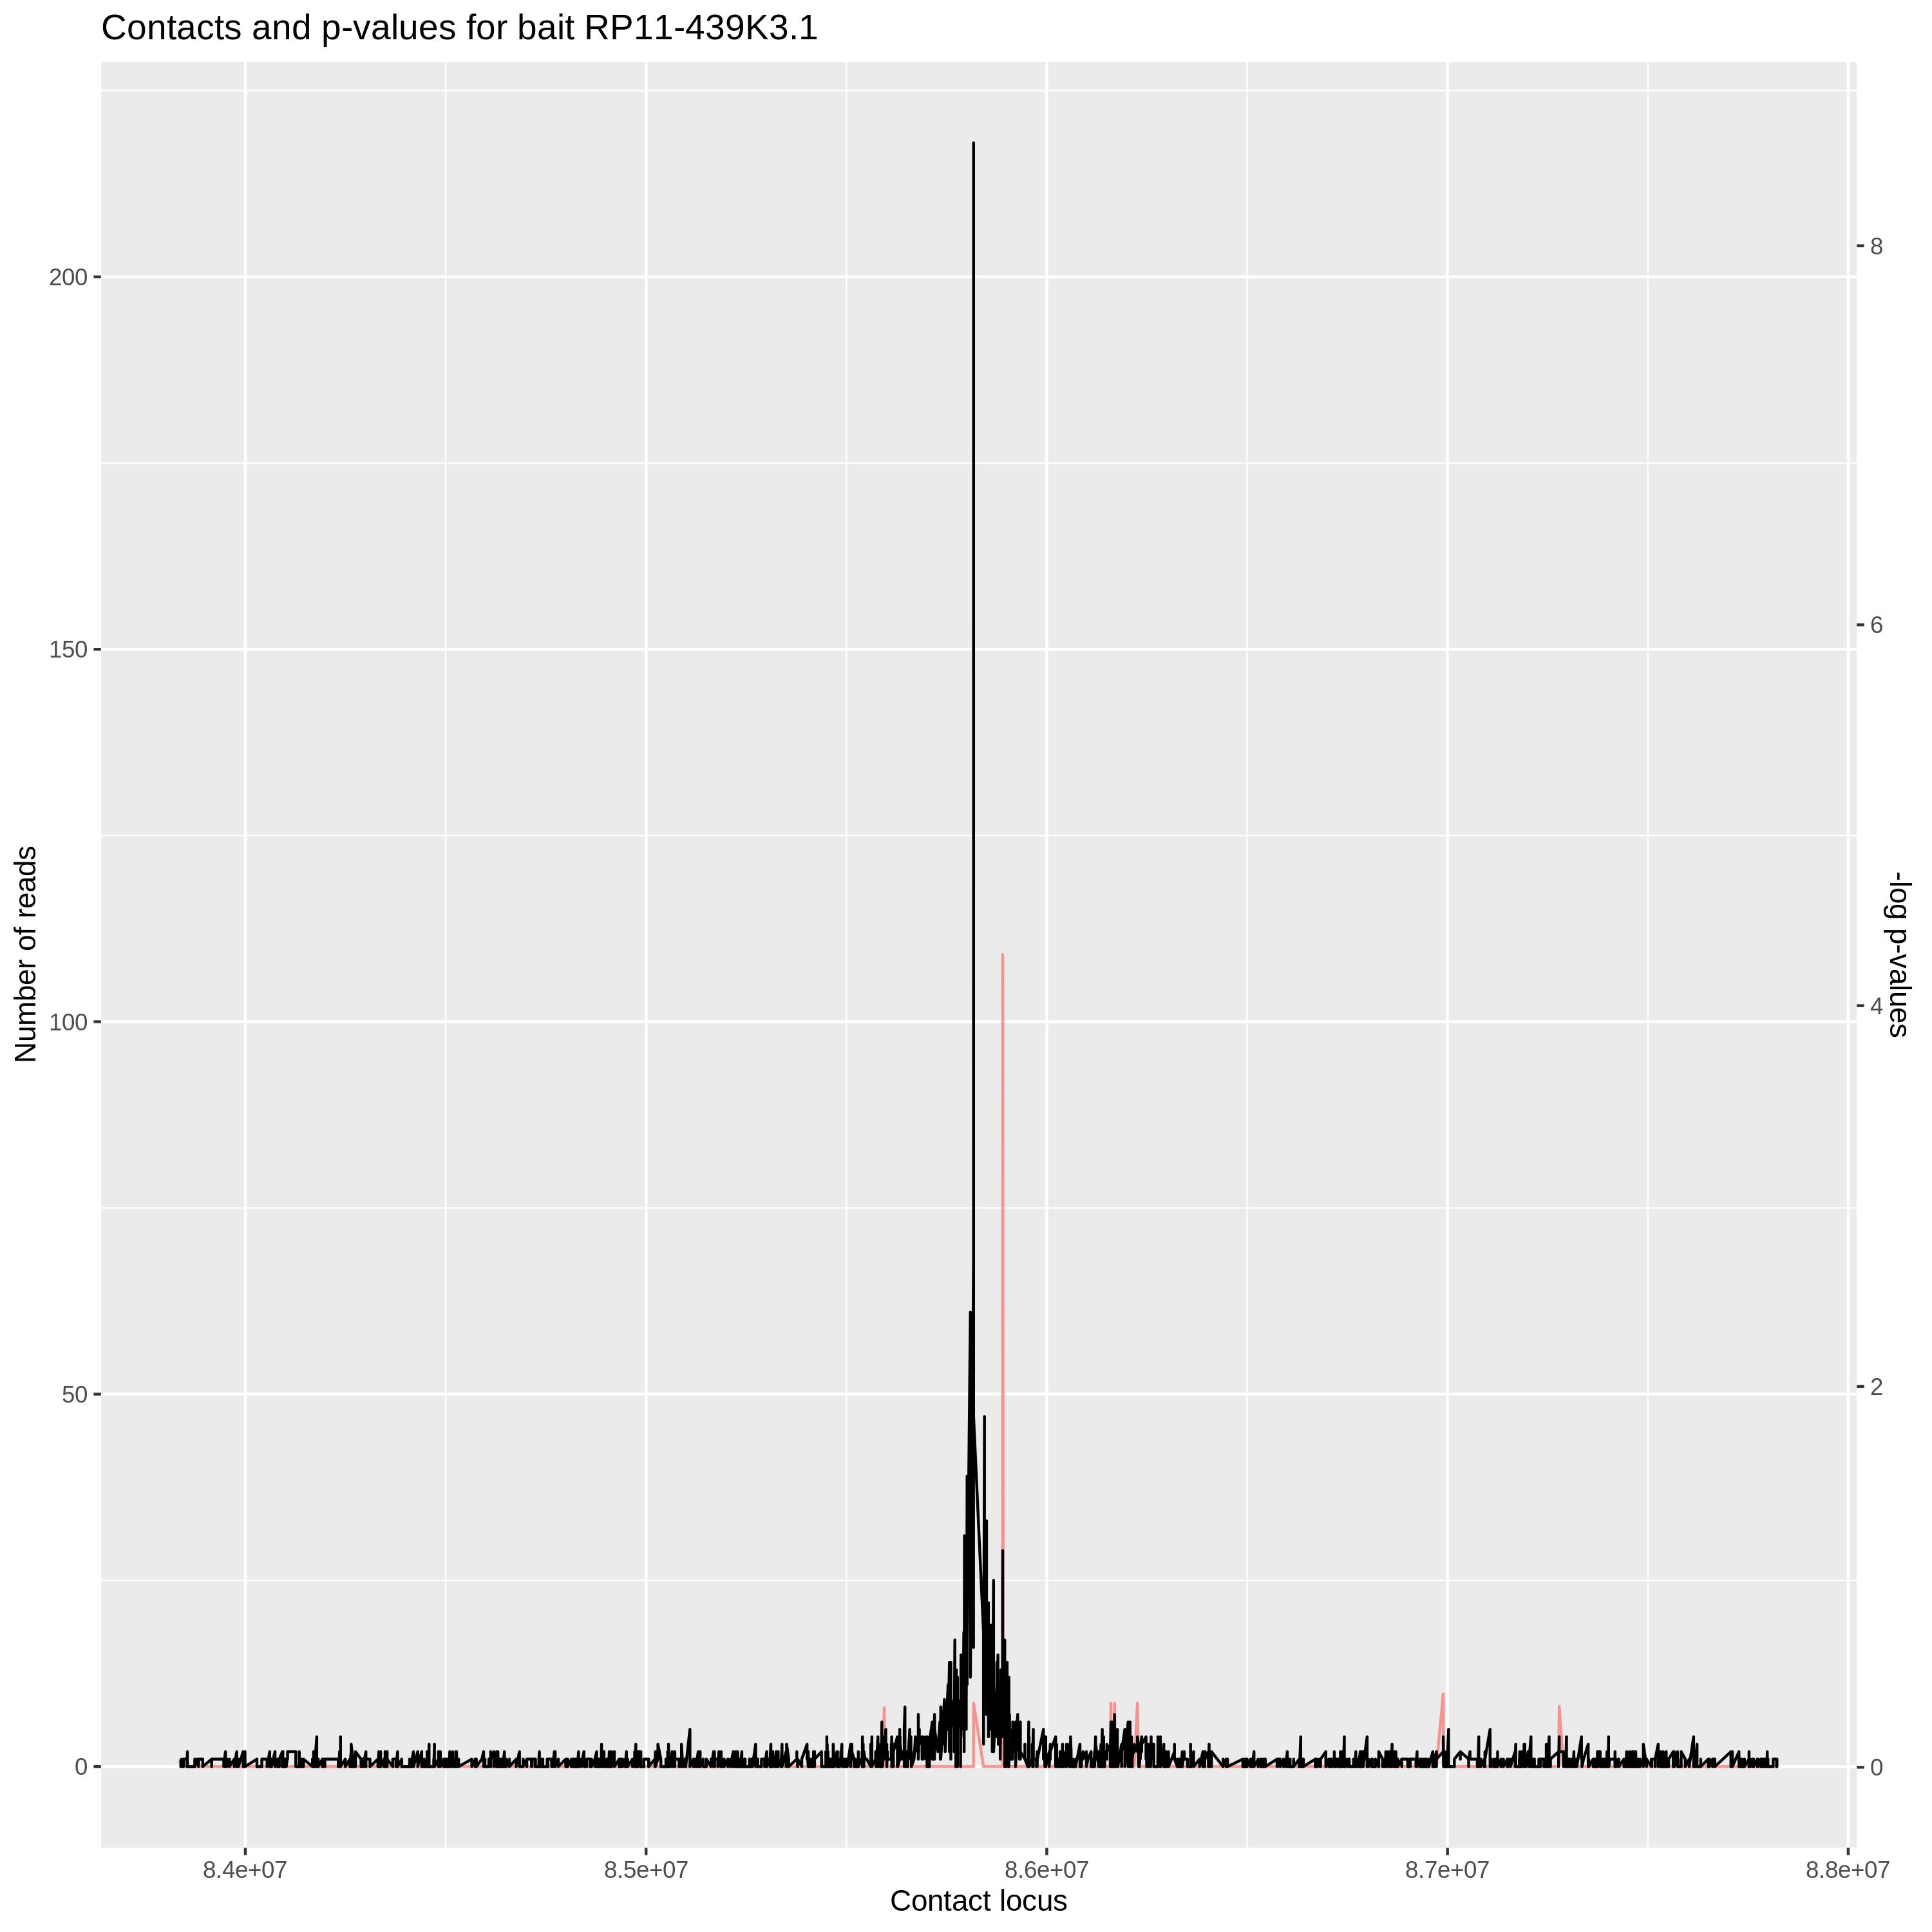 Contacts and p-values for bait RP11-439K3.1
Number of reads
200
150
100
50
0
8
6
4
2
0
-log p-values
8.4e+07 8.5e+07 8.6e+07 8.7e+07 8.8e+07
Contact locus